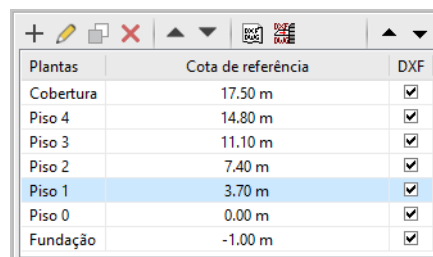 Plantas Cota de referência DXF
Cobertura 17.50 m
Piso 4 14.80 m
Piso 3 11.10 m
Piso 2 7.40 m
Piso 1 3.70 m
Piso 0 0.00 m
Fundação -1.00 m